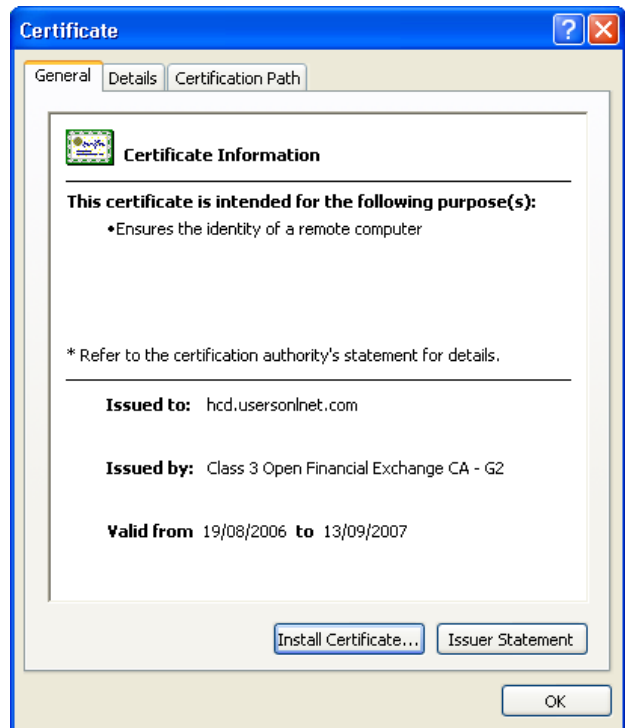 Certificate
General Details Certification Path
Certificate Information
This certificate is intended for the following purpose(s):
•Ensures the identity of a remote computer
* Refer to the certification authority's statement for details.
Issued to: hcd.usersonlnet.com
Issued by: Class 3 Open Financial Exchange CA - G2
Valid from 19/08/2006 to 13/09/2007
Install Certificate... Issuer Statement
OK